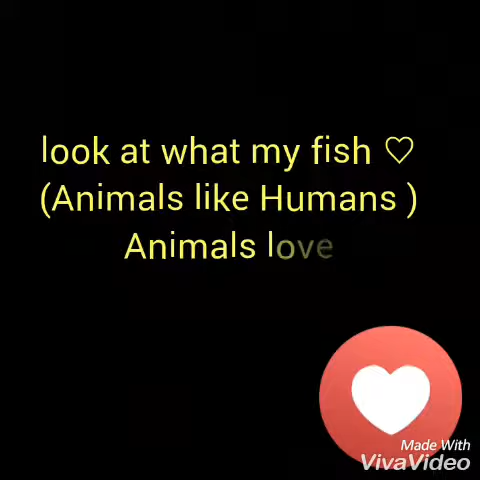 look at what my fish ♡
(Animals like Humans )
Animals love
Made With
VivaVideo